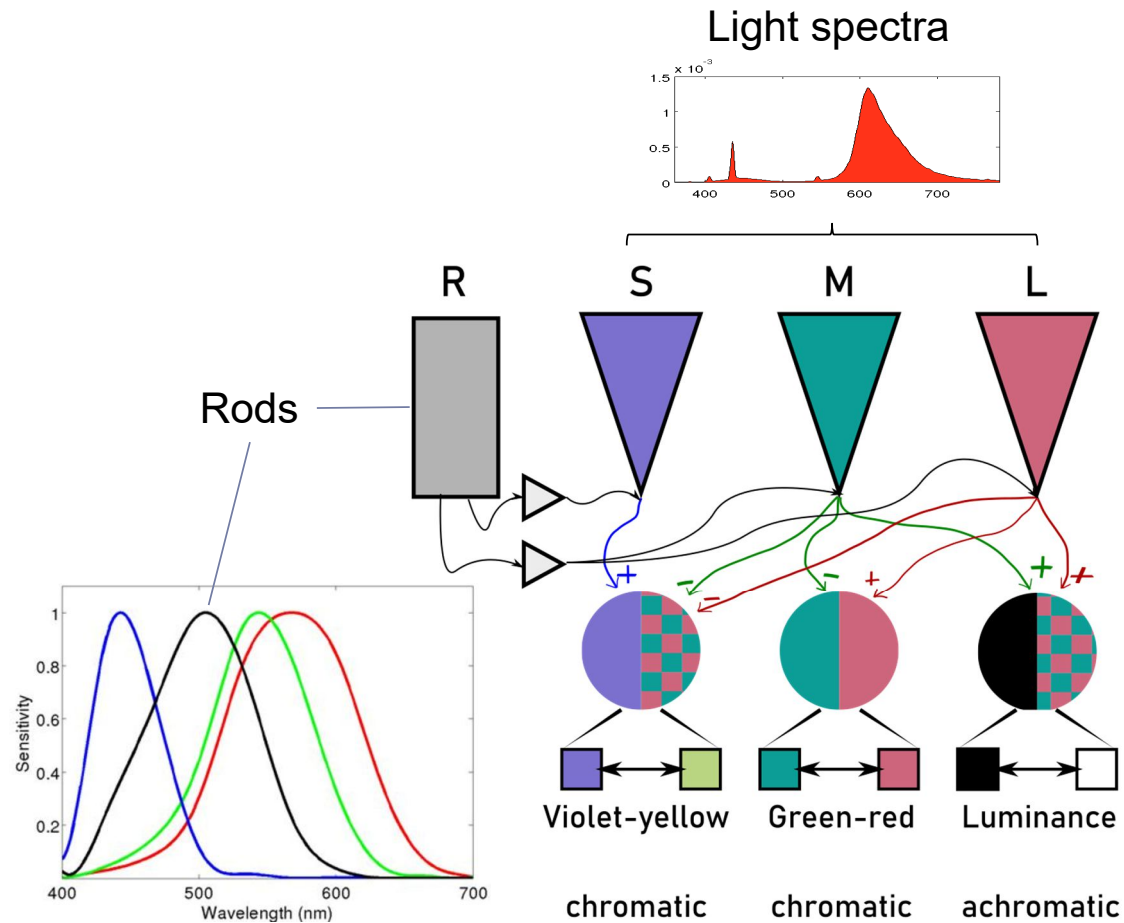 Light spectra
x 10⁻³
1.5
1
0.5
0
400 500 600 700
R S M L
Rods
+ - - - + + +
1
0.8
0.6
0.4
0.2
Sensitivity
400 500 600 700
Wavelength (nm)
Violet-yellow Green-red Luminance
chromatic chromatic achromatic